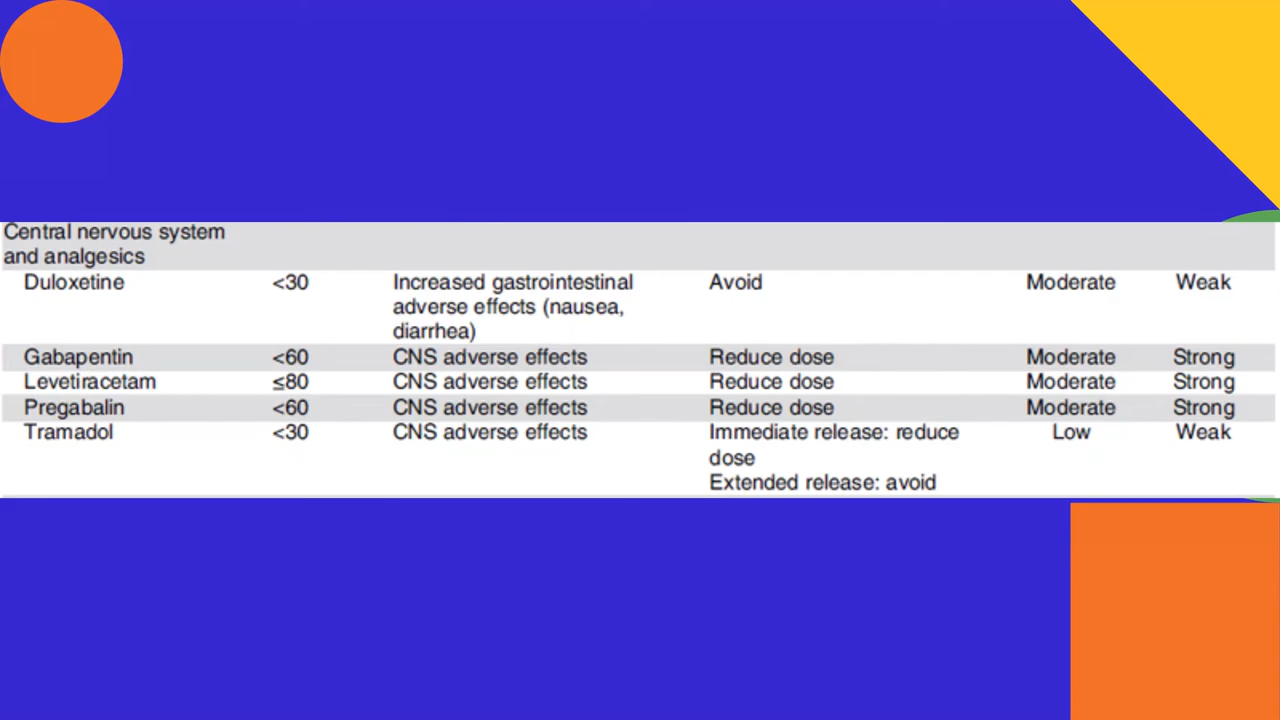 Central nervous system
and analgesics
Duloxetine <30 Increased gastrointestinal Avoid Moderate Weak
adverse effects (nausea,
diarrhea)
Gabapentin <60 CNS adverse effects Reduce dose Moderate Strong
Levetiracetam ≤80 CNS adverse effects Reduce dose Moderate Strong
Pregabalin <60 CNS adverse effects Reduce dose Moderate Strong
Tramadol <30 CNS adverse effects Immediate release: reduce Low Weak
dose
Extended release: avoid